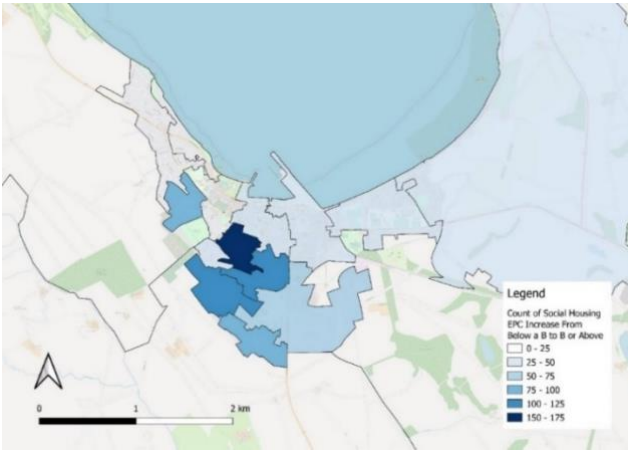 Legend
Count of Social Housing
EPC Increase From
Below a B to B or Above
0 - 25
25 - 50
50 - 75
75 - 100
100 - 125
150 - 175
0 1 2 km